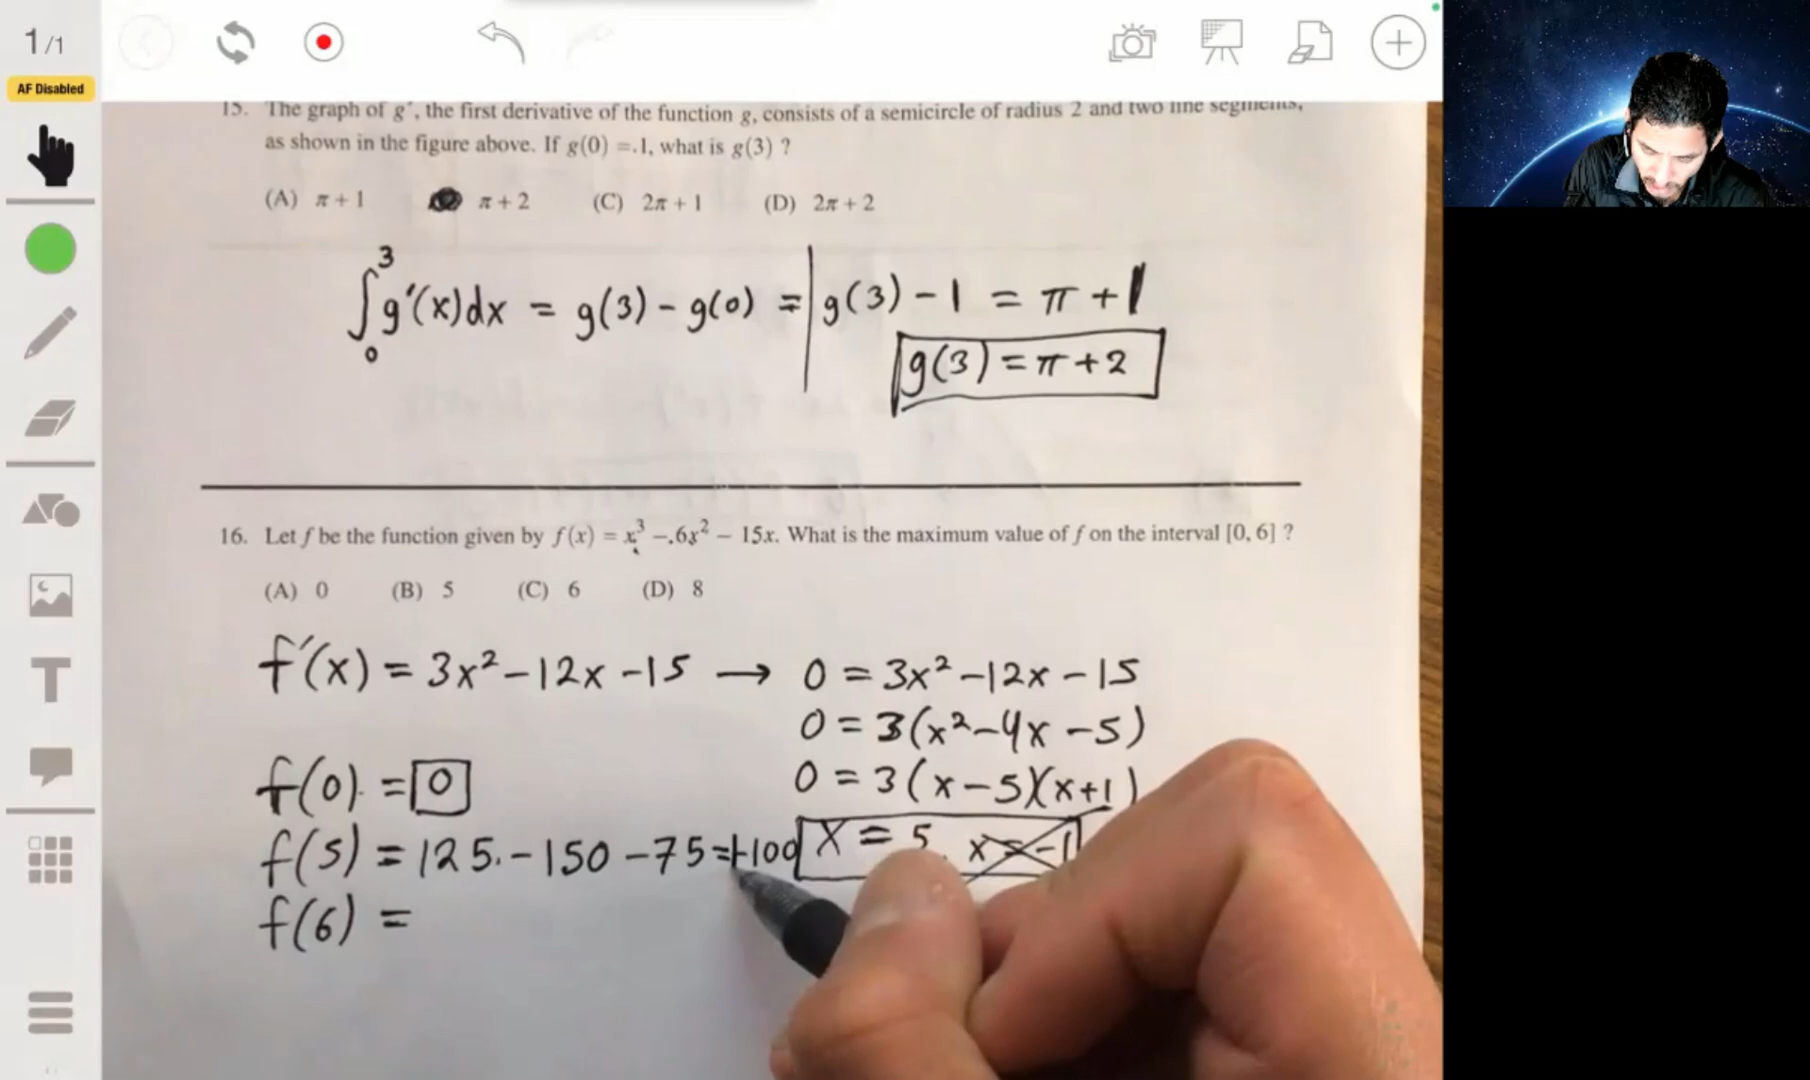 1/1
AF Disabled
15. The graph of g′, the first derivative of the function g, consists of a semicircle of radius 2 and two line segments,
as shown in the figure above. If g(0) = 1, what is g(3) ?
(A) π + 1 π + 2 (C) 2π + 1 (D) 2π + 2
∫₀³ g′(x)dx = g(3) - g(0) = g(3) - 1 = π + 1
g(3) = π + 2
16. Let f be the function given by f(x) = x³ − 6x² − 15x. What is the maximum value of f on the interval [0, 6] ?
(A) 0 (B) 5 (C) 6 (D) 8
f′(x) = 3x² - 12x - 15 → 0 = 3x² - 12x - 15
0 = 3(x² - 4x - 5)
f(0) = 0
0 = 3(x - 5)(x + 1)
f(5) = 125 - 150 - 75 = -100
x = 5 x = -1
f(6) =
T